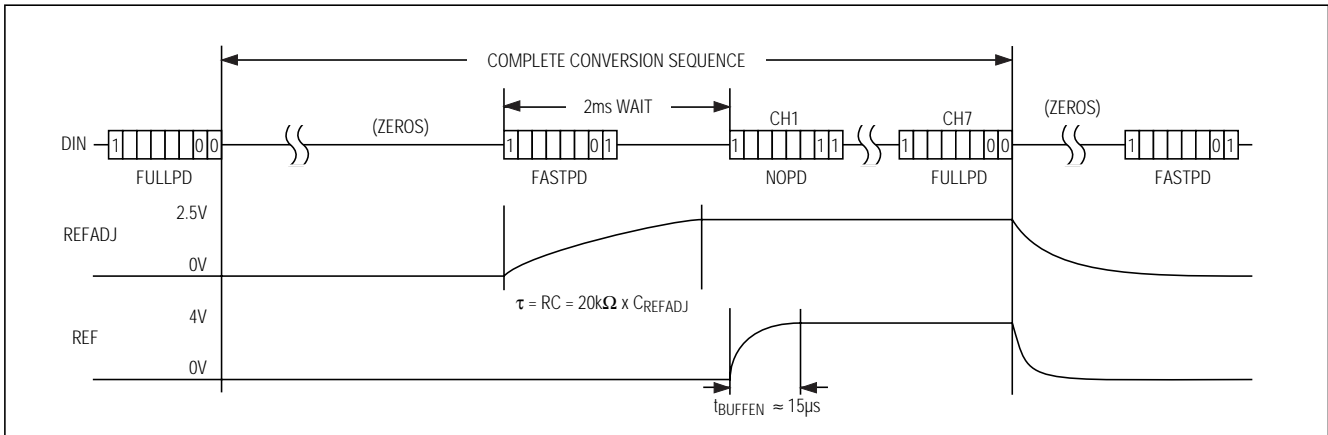 COMPLETE CONVERSION SEQUENCE
2ms WAIT
(ZEROS)
CH1
CH7
(ZEROS)
DIN
1 0 0
1 0 1
1 1 1
1 0 0
1 0 1
FULLPD
FASTPD
NOPD
FULLPD
FASTPD
2.5V
REFADJ
0V
τ = RC = 20kΩ x CREFADJ
4V
REF
0V
tBUFFEN ≈ 15µs